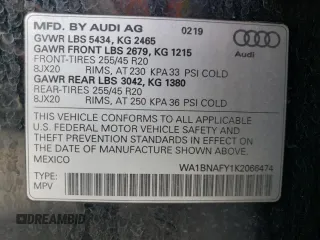 MFD. BY AUDI AG 0219
GVWR LBS 5434, KG 2465
GAWR FRONT LBS 2679, KG 1215
FRONT-TIRES 255/45 R20
8JX20 RIMS, AT 230 KPA 33 PSI COLD
GAWR REAR LBS 3042, KG 1380
REAR-TIRES 255/45 R20
8JX20 RIMS, AT 250 KPA 36 PSI COLD
THIS VEHICLE CONFORMS TO ALL APPLICABLE
U.S. FEDERAL MOTOR VEHICLE SAFETY AND
THEFT PREVENTION STANDARDS IN EFFECT ON
THE DATE OF MANUFACTURE SHOWN ABOVE.
MEXICO WA1BNAFY1K2066474
TYPE:
MPV
Audi